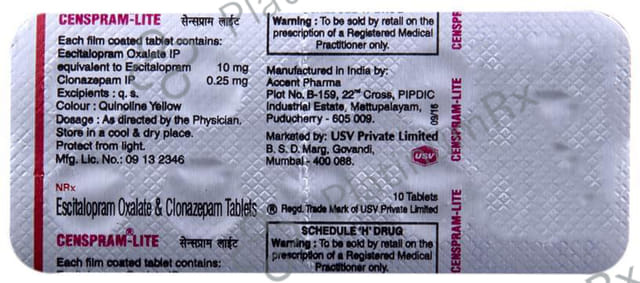 CENSPRAM-LITE सेन्सप्राम लाईट
Each film coated tablet contains:
Escitalopram Oxalate IP
equivalent to Escitalopram 10 mg
Clonazepam IP 0.25 mg
Excipients : q. s.
Colour : Quinoline Yellow
Dosage : As directed by the Physician.
Store in a cool & dry place.
Protect from light.
Mfg. Lic. No.: 09 13 2346
NRx
Escitalopram Oxalate & Clonazepam Tablets
CENSPRAM®-LITE सेन्सप्राम लाईट
Each film coated tablet contains:
Warning : To be sold by retail on the
prescription of a Registered Medical
Practitioner only.
Manufactured in India by:
Accent Pharma
Plot No. B-159, 22nd Cross, PIPDIC
Industrial Estate, Mettupalayam,
Puducherry - 605 009.
Marketed by: USV Private Limited
B. S. D. Marg, Govandi,
Mumbai - 400 088.
USV
09/16
10 Tablets
® Regd. Trade Mark of USV Private Limited
SCHEDULE 'H' DRUG
Warning : To be sold by retail on the
prescription of a Registered Medical
Practitioner only.
CENSPR
CENSPRAM-LITE
CENSPRAM-LITE